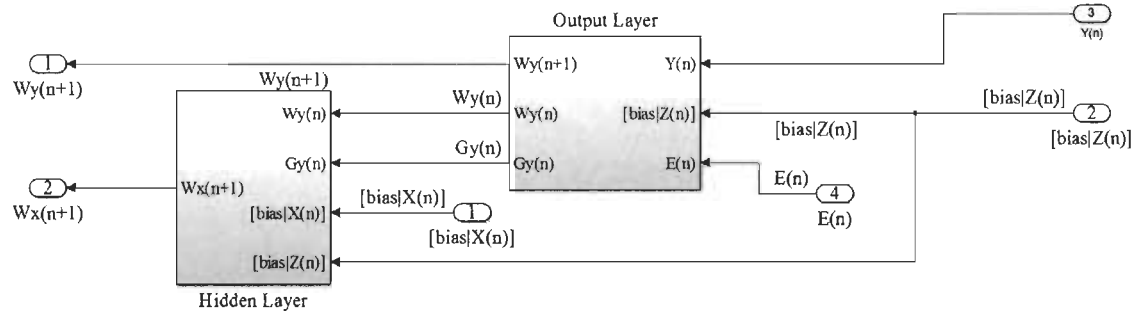 Output Layer
3
Y(n)
1
Wy(n+1)
Wy(n+1)
Wy(n+1)
Y(n)
Wy(n)
Wy(n)
Wy(n)
[bias|Z(n)]
[bias|Z(n)]
[bias|Z(n)]
2
[bias|Z(n)]
Gy(n)
Gy(n)
Gy(n)
E(n)
E(n)
4
E(n)
2
Wx(n+1)
Wx(n+1)
[bias|X(n)]
[bias|X(n)]
1
[bias|X(n)]
[bias|Z(n)]
Hidden Layer